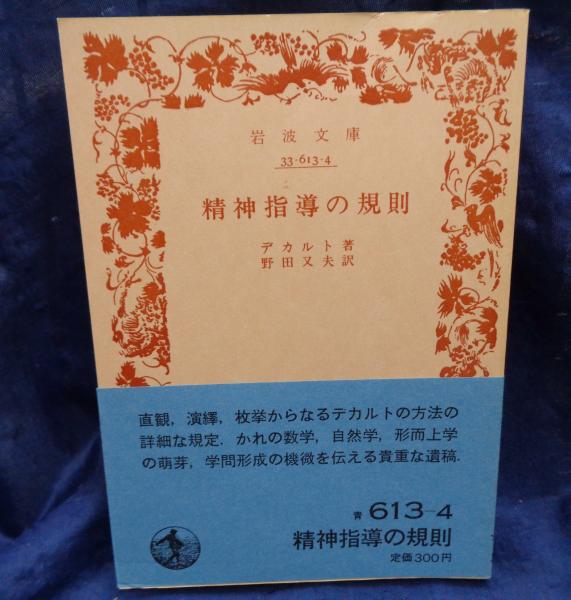 岩波文庫
33-613-4
精神指導の規則
デカルト著
野田又夫訳
直観，演繹，枚挙からなるデカルトの方法の
詳細な規定．かれの数学，自然学，形而上学
の萌芽，学問形成の機微を伝える貴重な遺稿．
青 613-4
精神指導の規則
定価300円